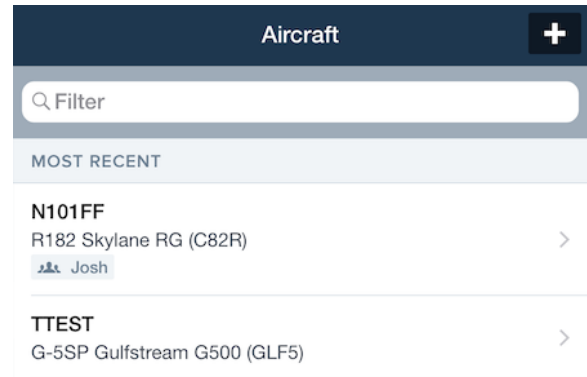 Aircraft
Filter
MOST RECENT
N101FF
R182 Skylane RG (C82R)
Josh
TTEST
G-5SP Gulfstream G500 (GLF5)